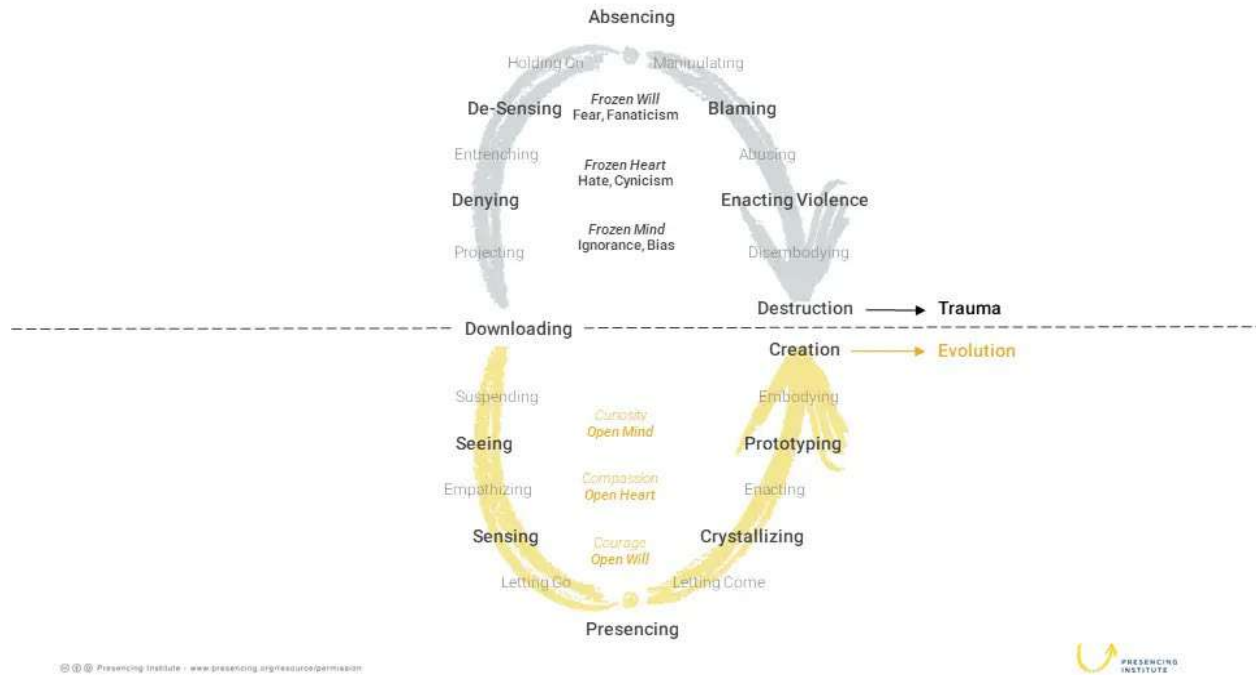 Absencing
Holding On
Manipulating
De-Sensing
Frozen Will
Fear, Fanaticism
Blaming
Entrenching
Frozen Heart
Hate, Cynicism
Abusing
Denying
Enacting Violence
Frozen Mind
Ignorance, Bias
Projecting
Disembodying
Destruction
Trauma
Downloading
Creation
Evolution
Suspending
Embodying
Curiosity
Open Mind
Seeing
Prototyping
Compassion
Open Heart
Empathizing
Enacting
Sensing
Courage
Open Will
Crystallizing
Letting Go
Letting Come
Presencing
Presencing Institute - www.presencing.org/resource/permission
PRESENCING
INSTITUTE